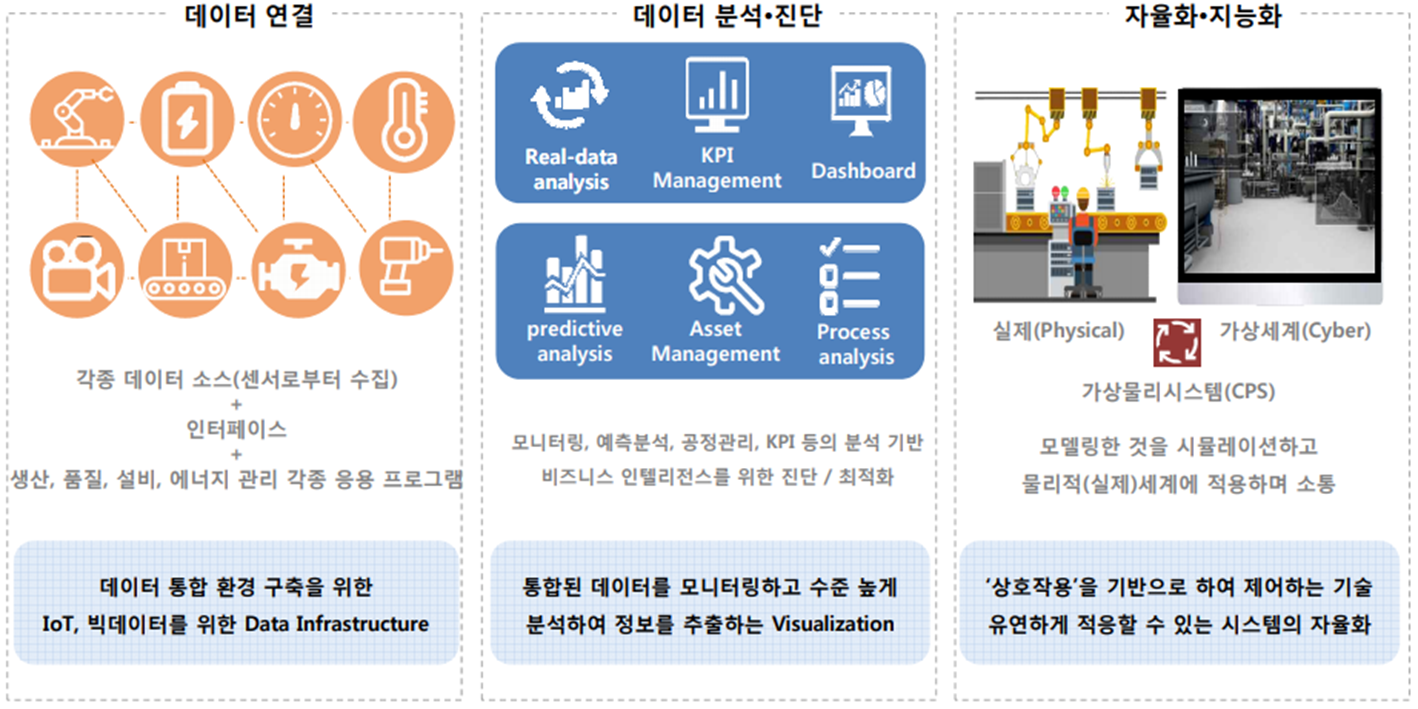 데이터 연결
각종 데이터 소스(센서로부터 수집)
+
인터페이스
+
생산, 품질, 설비, 에너지 관리 각종 응용 프로그램
데이터 통합 환경 구축을 위한
IoT, 빅데이터를 위한 Data Infrastructure
데이터 분석•진단
Real-data
analysis
KPI
Management
Dashboard
predictive
analysis
Asset
Management
Process
analysis
모니터링, 예측분석, 공정관리, KPI 등의 분석 기반
비즈니스 인텔리전스를 위한 진단 / 최적화
통합된 데이터를 모니터링하고 수준 높게
분석하여 정보를 추출하는 Visualization
자율화•지능화
실제(Physical)
가상세계(Cyber)
가상물리시스템(CPS)
모델링한 것을 시뮬레이션하고
물리적(실제)세계에 적용하며 소통
‘상호작용’을 기반으로 하여 제어하는 기술
유연하게 적응할 수 있는 시스템의 자율화